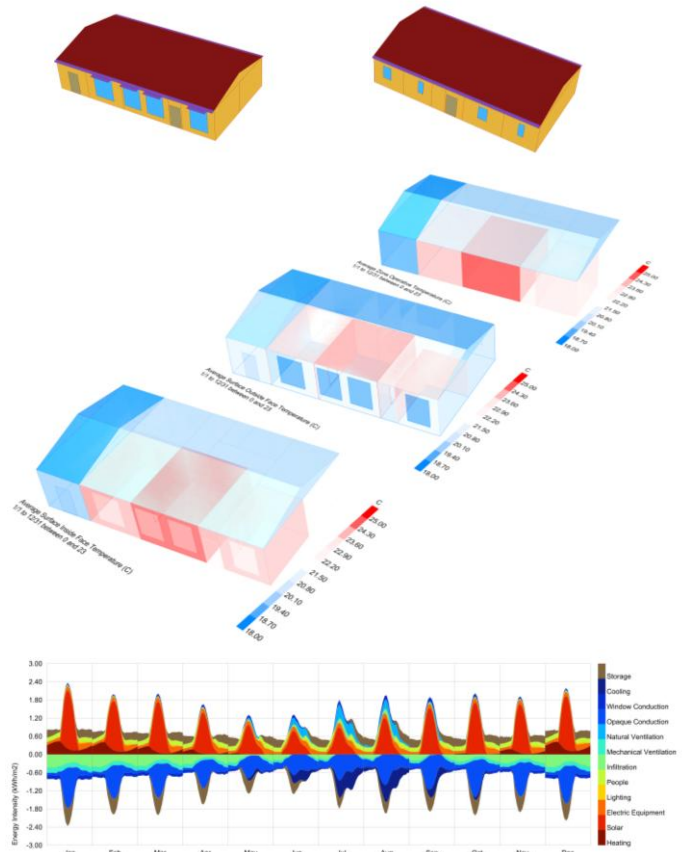 Average Zone Operative Temperature (C)
1/1 to 12/31 between 0 and 23
C
25.00
24.30
23.60
22.90
22.20
21.50
20.80
20.10
19.40
18.70
18.00
Average Surface Outside Face Temperature (C)
1/1 to 12/31 between 0 and 23
C
25.00
24.30
23.60
22.90
22.20
21.50
20.80
20.10
19.40
18.70
18.00
Average Surface Inside Face Temperature (C)
1/1 to 12/31 between 0 and 23
C
25.00
24.30
23.60
22.90
22.20
21.50
20.80
20.10
19.40
18.70
18.00
Energy Intensity (kWh/m2)
3.00
2.40
1.80
1.20
0.60
0.00
-0.60
-1.20
-1.80
-2.40
-3.00
Storage
Cooling
Window Conduction
Opaque Conduction
Natural Ventilation
Mechanical Ventilation
Infiltration
People
Lighting
Electric Equipment
Solar
Heating